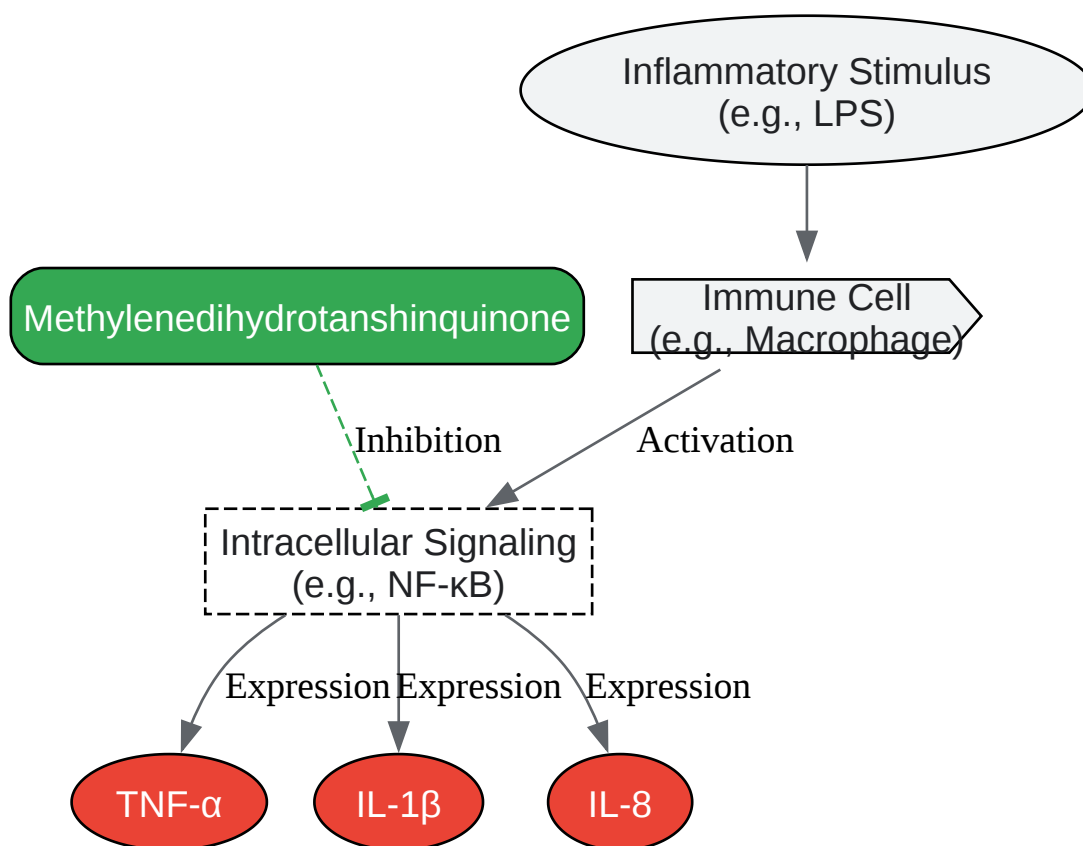 Inflammatory Stimulus
(e.g., LPS)
Methylenedihydrotanshinquinone
Immune Cell
(e.g., Macrophage)
Inhibition
Activation
Intracellular Signaling
(e.g., NF-κB)
Expression
Expression
Expression
TNF-α
IL-1β
IL-8